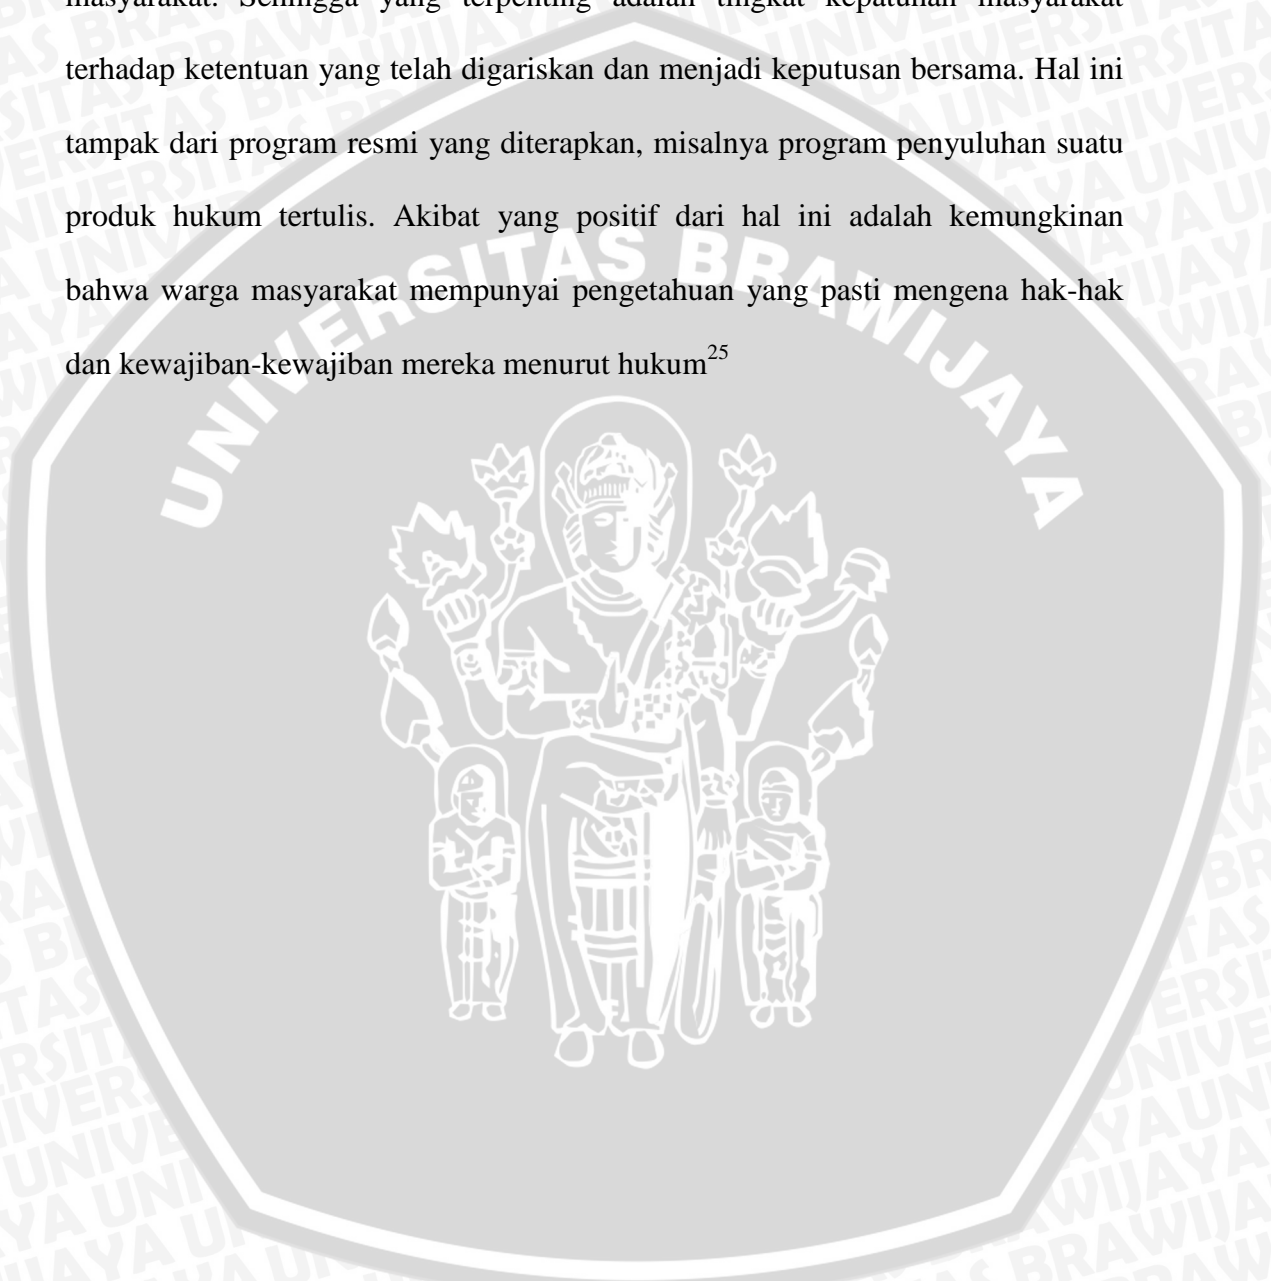 masyarakat. Sehingga yang terpenting adalah tingkat kepatuhan masyarakat
terhadap ketentuan yang telah digariskan dan menjadi keputusan bersama. Hal ini
tampak dari program resmi yang diterapkan, misalnya program penyuluhan suatu
produk hukum tertulis. Akibat yang positif dari hal ini adalah kemungkinan
bahwa warga masyarakat mempunyai pengetahuan yang pasti mengena hak-hak
dan kewajiban-kewajiban mereka menurut hukum25
UNIVERSITAS BRAWIJAYA